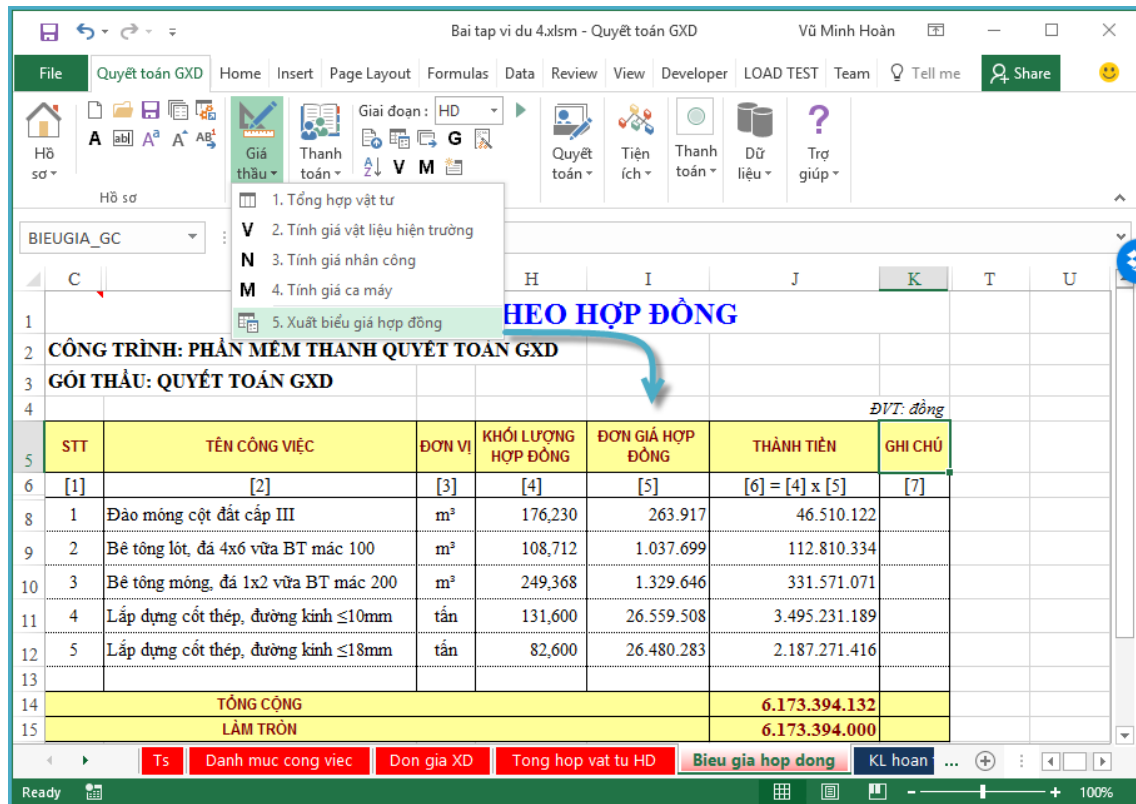 Bai tap vi du 4.xlsm - Quyết toán GXD Vũ Minh Hoàn
File Quyết toán GXD Home Insert Page Layout Formulas Data Review View Developer LOAD TEST Team Tell me Share
Hồ sơ
A ab| Aª A AB¹
Giá thầu
Thanh toán
Giai đoạn : HD
G
A Z V M
Quyết toán
Tiện ích
Thanh toán
Dữ liệu
Trợ giúp
Hồ sơ
1. Tổng hợp vật tư
V 2. Tính giá vật liệu hiện trường
N 3. Tính giá nhân công
M 4. Tính giá ca máy
5. Xuất biểu giá hợp đồng
BIEUGIA_GC
C H I J K T U
1 HEO HỢP ĐỒNG
2 CÔNG TRÌNH: PHẦN MỀM THANH QUYẾT TOÁN GXD
3 GÓI THẦU: QUYẾT TOÁN GXD
4 ĐVT: đồng
5 STT TÊN CÔNG VIỆC ĐƠN VỊ KHỐI LƯỢNG HỢP ĐỒNG ĐƠN GIÁ HỢP ĐỒNG THÀNH TIỀN GHI CHÚ
6 [1] [2] [3] [4] [5] [6] = [4] x [5] [7]
8 1 Đào móng cột đất cấp III m³ 176,230 263.917 46.510.122
9 2 Bê tông lót, đá 4x6 vữa BT mác 100 m³ 108,712 1.037.699 112.810.334
10 3 Bê tông móng, đá 1x2 vữa BT mác 200 m³ 249,368 1.329.646 331.571.071
11 4 Lắp dựng cốt thép, đường kính ≤10mm tấn 131,600 26.559.508 3.495.231.189
12 5 Lắp dựng cốt thép, đường kính ≤18mm tấn 82,600 26.480.283 2.187.271.416
13
14 TỔNG CỘNG 6.173.394.132
15 LÀM TRÒN 6.173.394.000
Ts Danh muc cong viec Don gia XD Tong hop vat tu HD Bieu gia hop dong KL hoan ...
Ready 100%